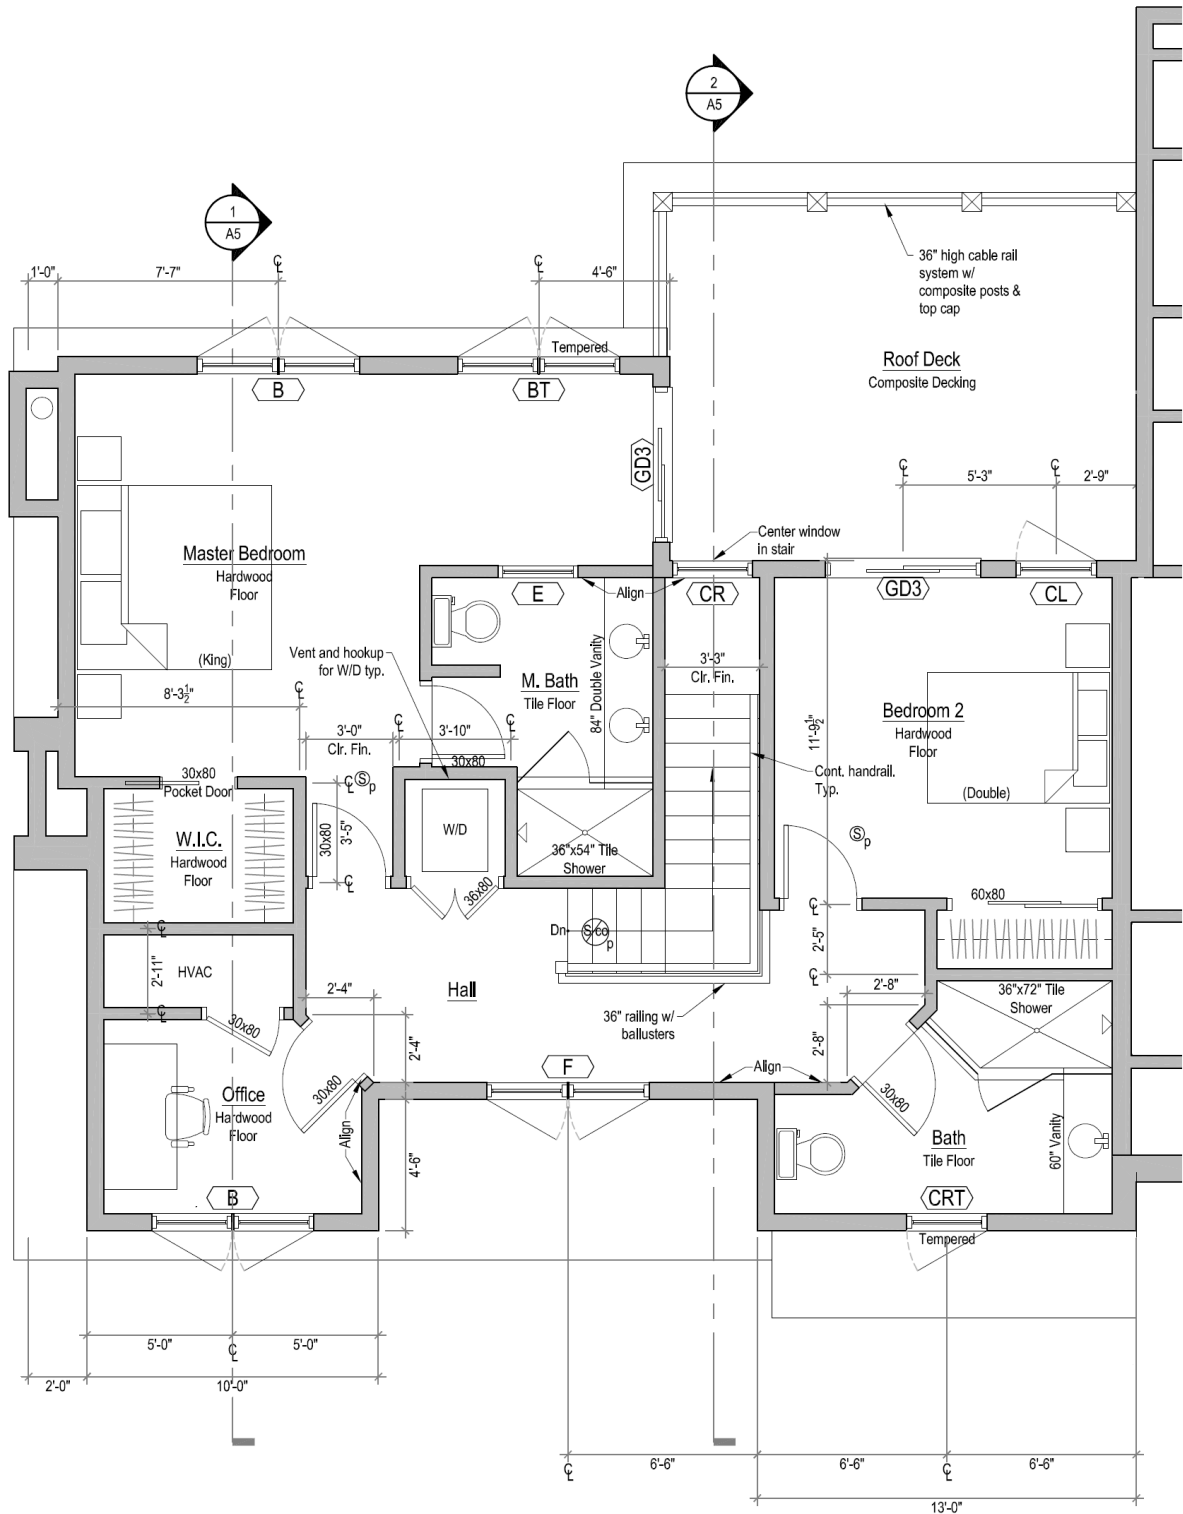 2
A5
1
A5
1'-0"
7'-7"
℄
℄
4'-6"
36" high cable rail
system w/
composite posts &
top cap
Tempered
B
BT
Roof Deck
Composite Decking
GD3
℄
5'-3"
℄
2'-9"
Center window
in stair
Master Bedroom
Hardwood
Floor
E
Align
CR
GD3
CL
84" Double Vanity
(King)
Vent and hookup
for W/D typ.
3'-3"
Clr. Fin.
M. Bath
Tile Floor
8'-3½"
℄
Bedroom 2
Hardwood
Floor
11'-9½"
3'-0"
Clr. Fin.
℄
3'-10"
℄
30x80
30x80
Pocket Door
℄
S
p
Cont. handrail.
Typ.
(Double)
W.I.C.
Hardwood
Floor
30x80
3'-5"
W/D
36"x54" Tile
Shower
S
p
℄
36x80
60x80
℄
℄
2'-11"
HVAC
Dn
S/co
p
2'-5"
℄
Hall
2'-4"
2'-8"
36"x72" Tile
Shower
℄
30x80
36" railing w/
ballusters
2'-4"
2'-8"
F
Align
Office
Hardwood
Floor
30x80
30x80
Align
Bath
Tile Floor
60" Vanity
4'-6"
B
CRT
Tempered
5'-0"
5'-0"
℄
2'-0"
10'-0"
6'-6"
6'-6"
6'-6"
℄
℄
13'-0"